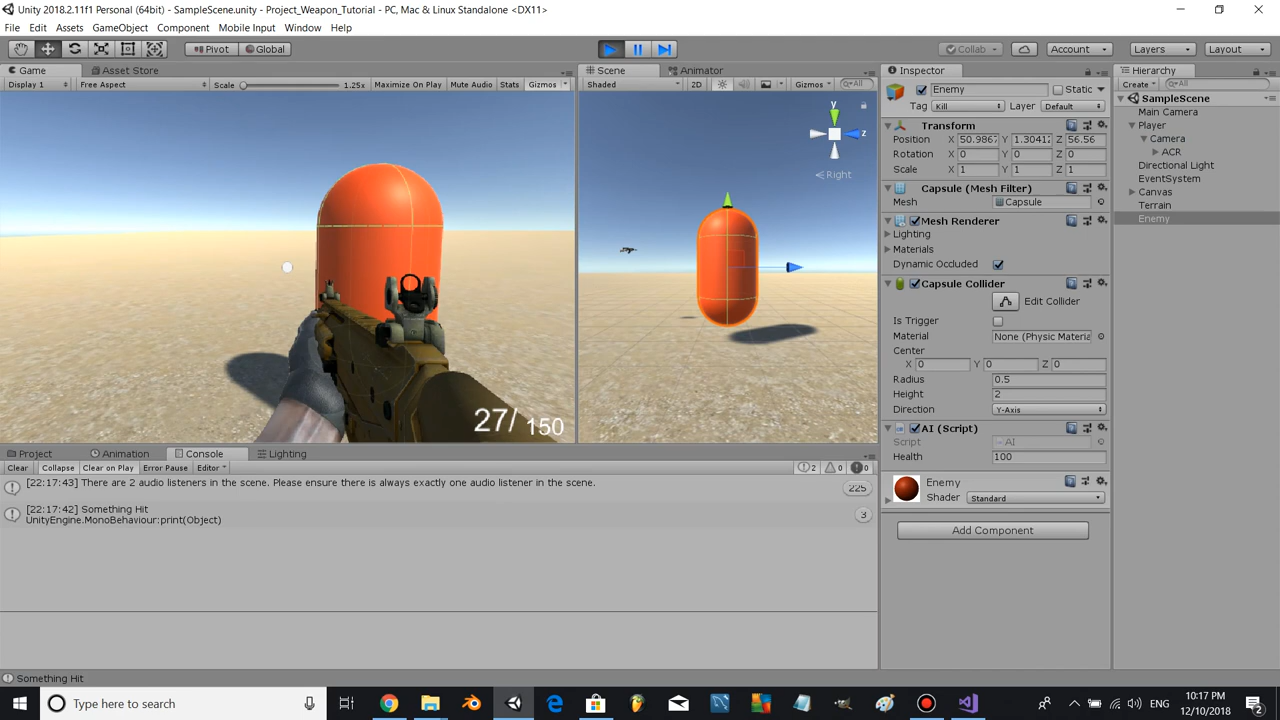 Unity 2018.2.11f1 Personal (64bit) - SampleScene.unity - Project_Weapon_Tutorial - PC, Mac & Linux Standalone <DX11>
File Edit Assets GameObject Component Mobile Input Window Help
Pivot Global Collab Account Layers Layout
Game Asset Store
Display 1 Free Aspect Scale 1.25x Maximize On Play Mute Audio Stats Gizmos
27/ 150
Scene Animator
Shaded 2D Gizmos All
y
z
Right
Inspector
Enemy Static
Tag Kill Layer Default
Transform
Position X 50.9867 Y 1.30412 Z 56.56
Rotation X 0 Y 0 Z 0
Scale X 1 Y 1 Z 1
Capsule (Mesh Filter)
Mesh Capsule
Mesh Renderer
Lighting
Materials
Dynamic Occluded
Capsule Collider
Edit Collider
Is Trigger
Material None (Physic Materia
Center
X 0 Y 0 Z 0
Radius 0.5
Height 2
Direction Y-Axis
AI (Script)
Script AI
Health 100
Enemy
Shader Standard
Add Component
Hierarchy
Create All
SampleScene
Main Camera
Player
Camera
ACR
Directional Light
EventSystem
Canvas
Terrain
Enemy
Project Animation Console Lighting
Clear Collapse Clear on Play Error Pause Editor 2 0 0
[22:17:43] There are 2 audio listeners in the scene. Please ensure there is always exactly one audio listener in the scene. 225
[22:17:42] Something Hit
UnityEngine.MonoBehaviour:print(Object) 3
Something Hit
Type here to search
ENG
10:17 PM
12/10/2018
2